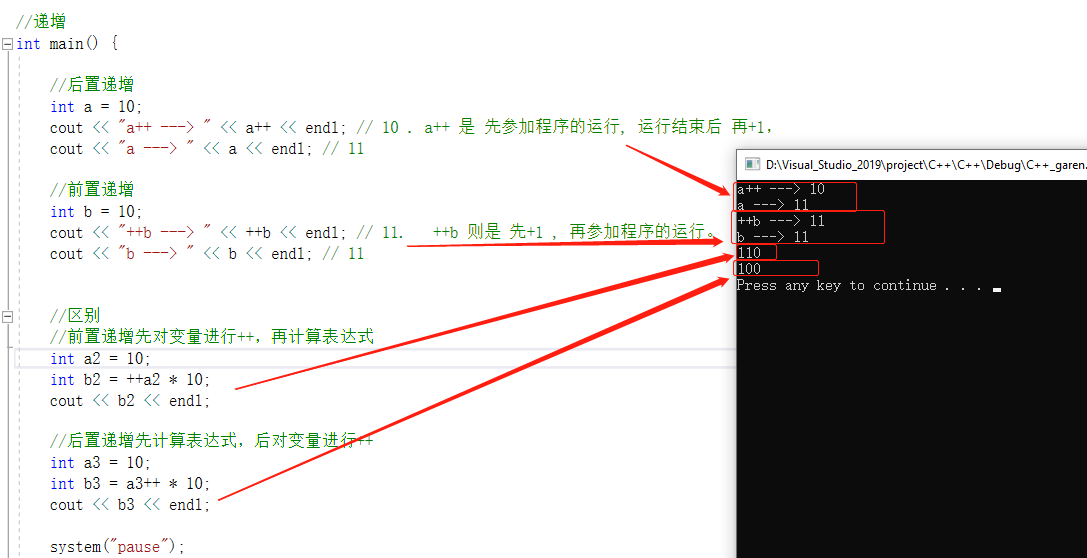 //递增
int main() {
//后置递增
int a = 10;
cout << "a++ ---> " << a++ << endl; // 10 . a++ 是 先参加程序的运行, 运行结束后 再+1,
cout << "a ---> " << a << endl; // 11
//前置递增
int b = 10;
cout << "++b ---> " << ++b << endl; // 11. ++b 则是 先+1 , 再参加程序的运行。
cout << "b ---> " << b << endl; // 11
//区别
//前置递增先对变量进行++，再计算表达式
int a2 = 10;
int b2 = ++a2 * 10;
cout << b2 << endl;
//后置递增先计算表达式，后对变量进行++
int a3 = 10;
int b3 = a3++ * 10;
cout << b3 << endl;
system("pause");
D:\Visual_Studio_2019\project\C++\C++\Debug\C++_garen.
a++ ---> 10
a ---> 11
++b ---> 11
b ---> 11
110
100
Press any key to continue . . .